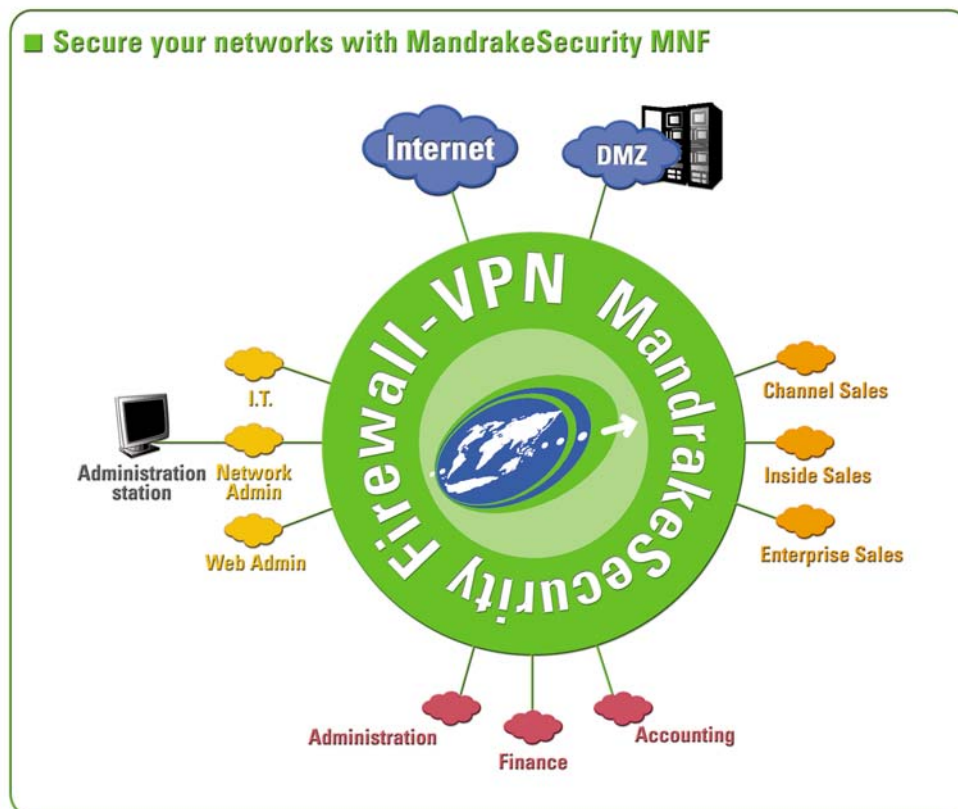 Secure your networks with MandrakeSecurity MNF
Internet
DMZ
MandrakeSecurity Firewall-VPN
I.T.
Administration
station
Network
Admin
Web Admin
Channel Sales
Inside Sales
Enterprise Sales
Administration
Finance
Accounting